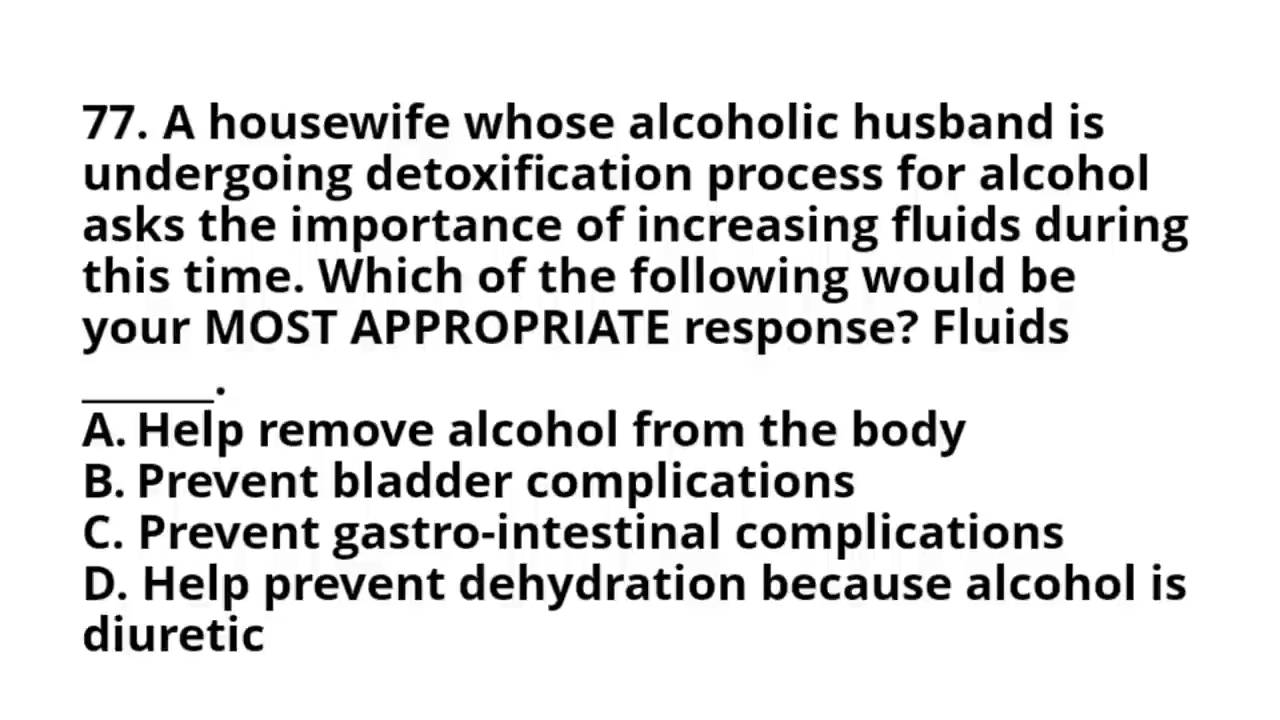 77. A housewife whose alcoholic husband is
undergoing detoxification process for alcohol
asks the importance of increasing fluids during
this time. Which of the following would be
your MOST APPROPRIATE response? Fluids
______.
A. Help remove alcohol from the body
B. Prevent bladder complications
C. Prevent gastro-intestinal complications
D. Help prevent dehydration because alcohol is
diuretic